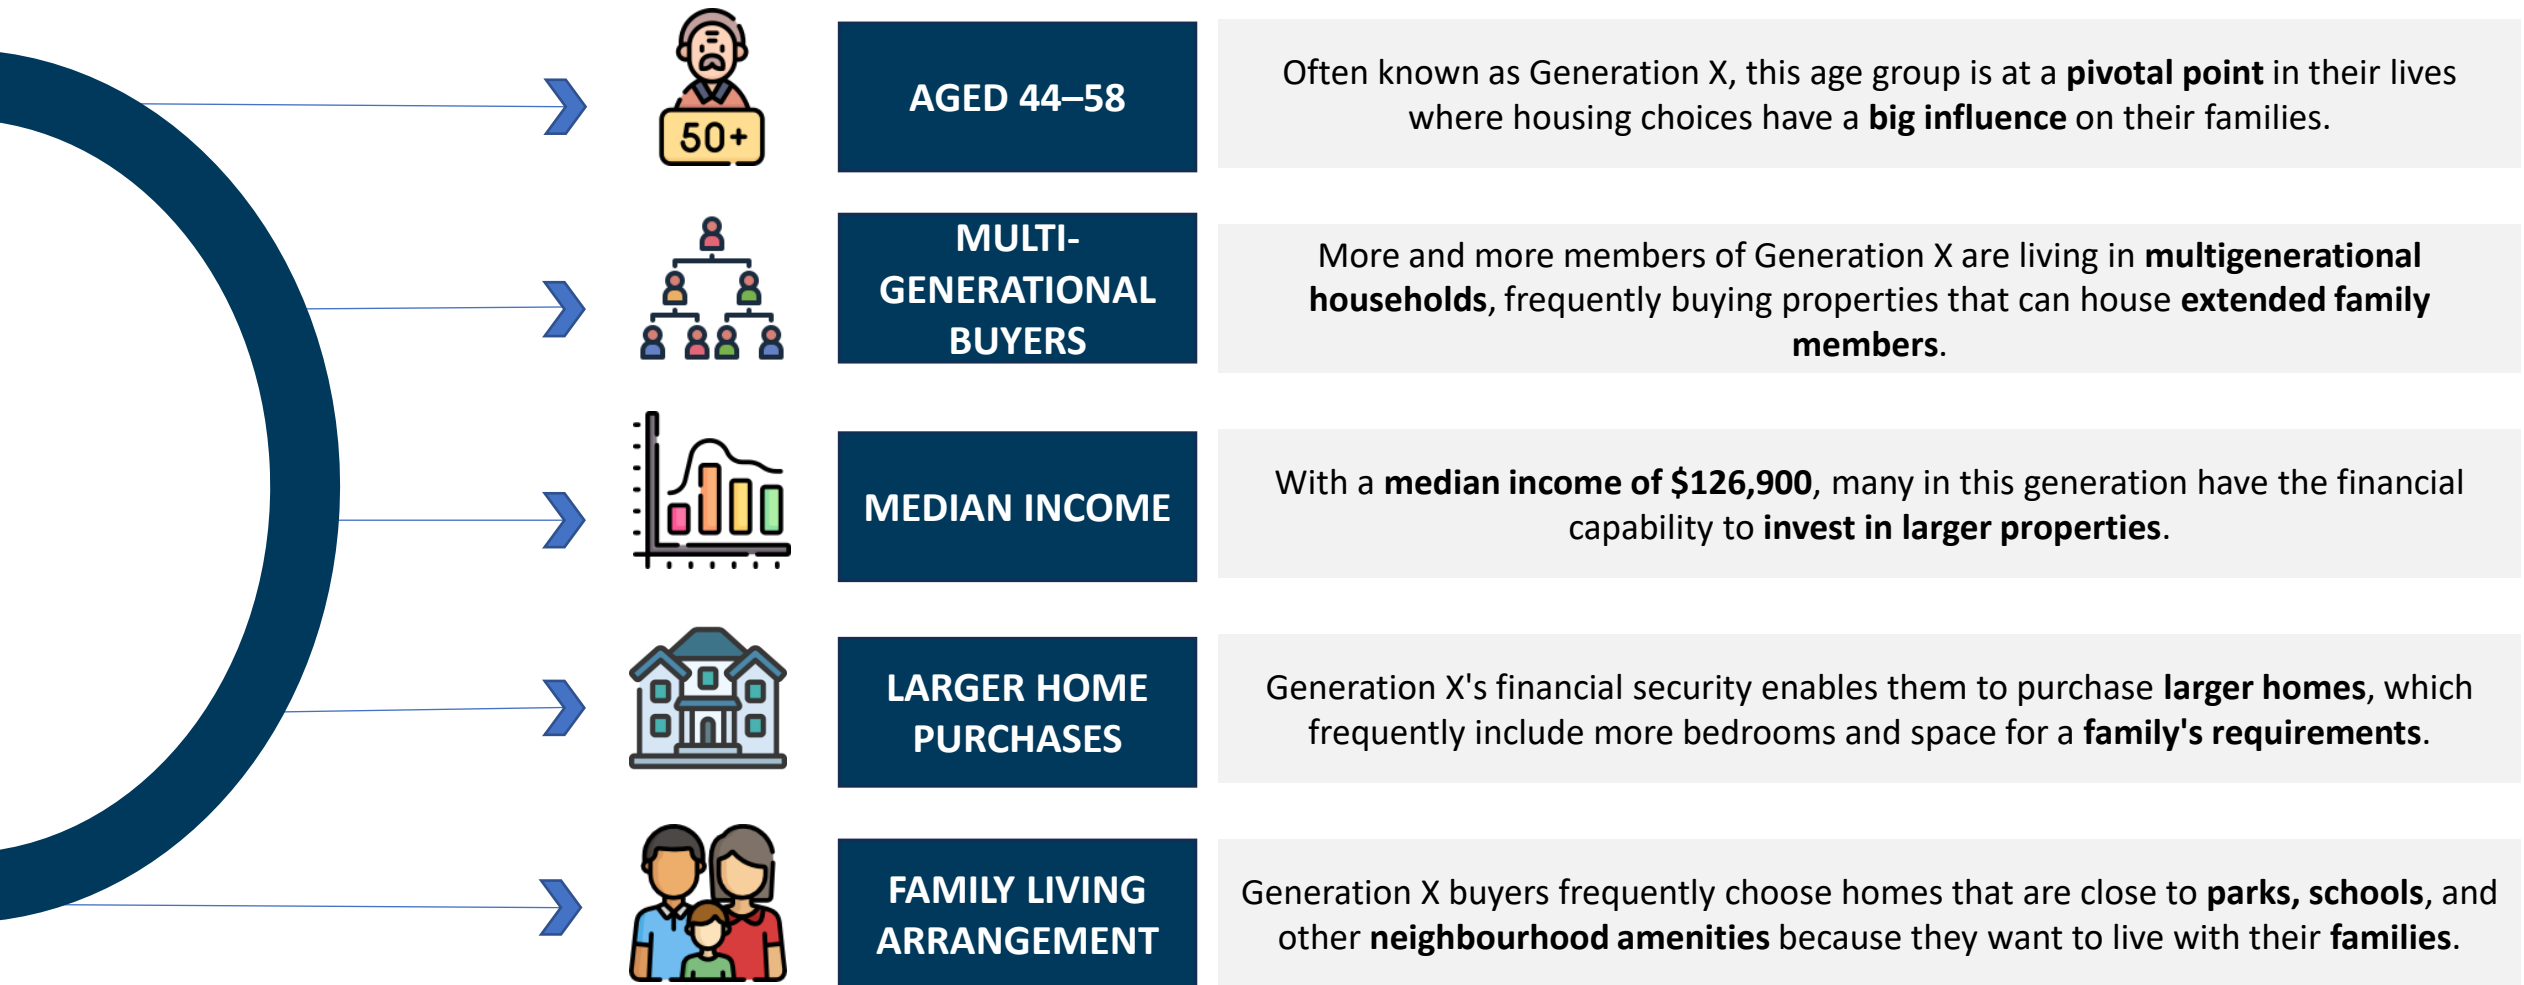 50+
AGED 44–58
Often known as Generation X, this age group is at a pivotal point in their lives
where housing choices have a big influence on their families.
MULTI-
GENERATIONAL
BUYERS
More and more members of Generation X are living in multigenerational
households, frequently buying properties that can house extended family
members.
MEDIAN INCOME
With a median income of $126,900, many in this generation have the financial
capability to invest in larger properties.
LARGER HOME
PURCHASES
Generation X's financial security enables them to purchase larger homes, which
frequently include more bedrooms and space for a family's requirements.
FAMILY LIVING
ARRANGEMENT
Generation X buyers frequently choose homes that are close to parks, schools, and
other neighbourhood amenities because they want to live with their families.